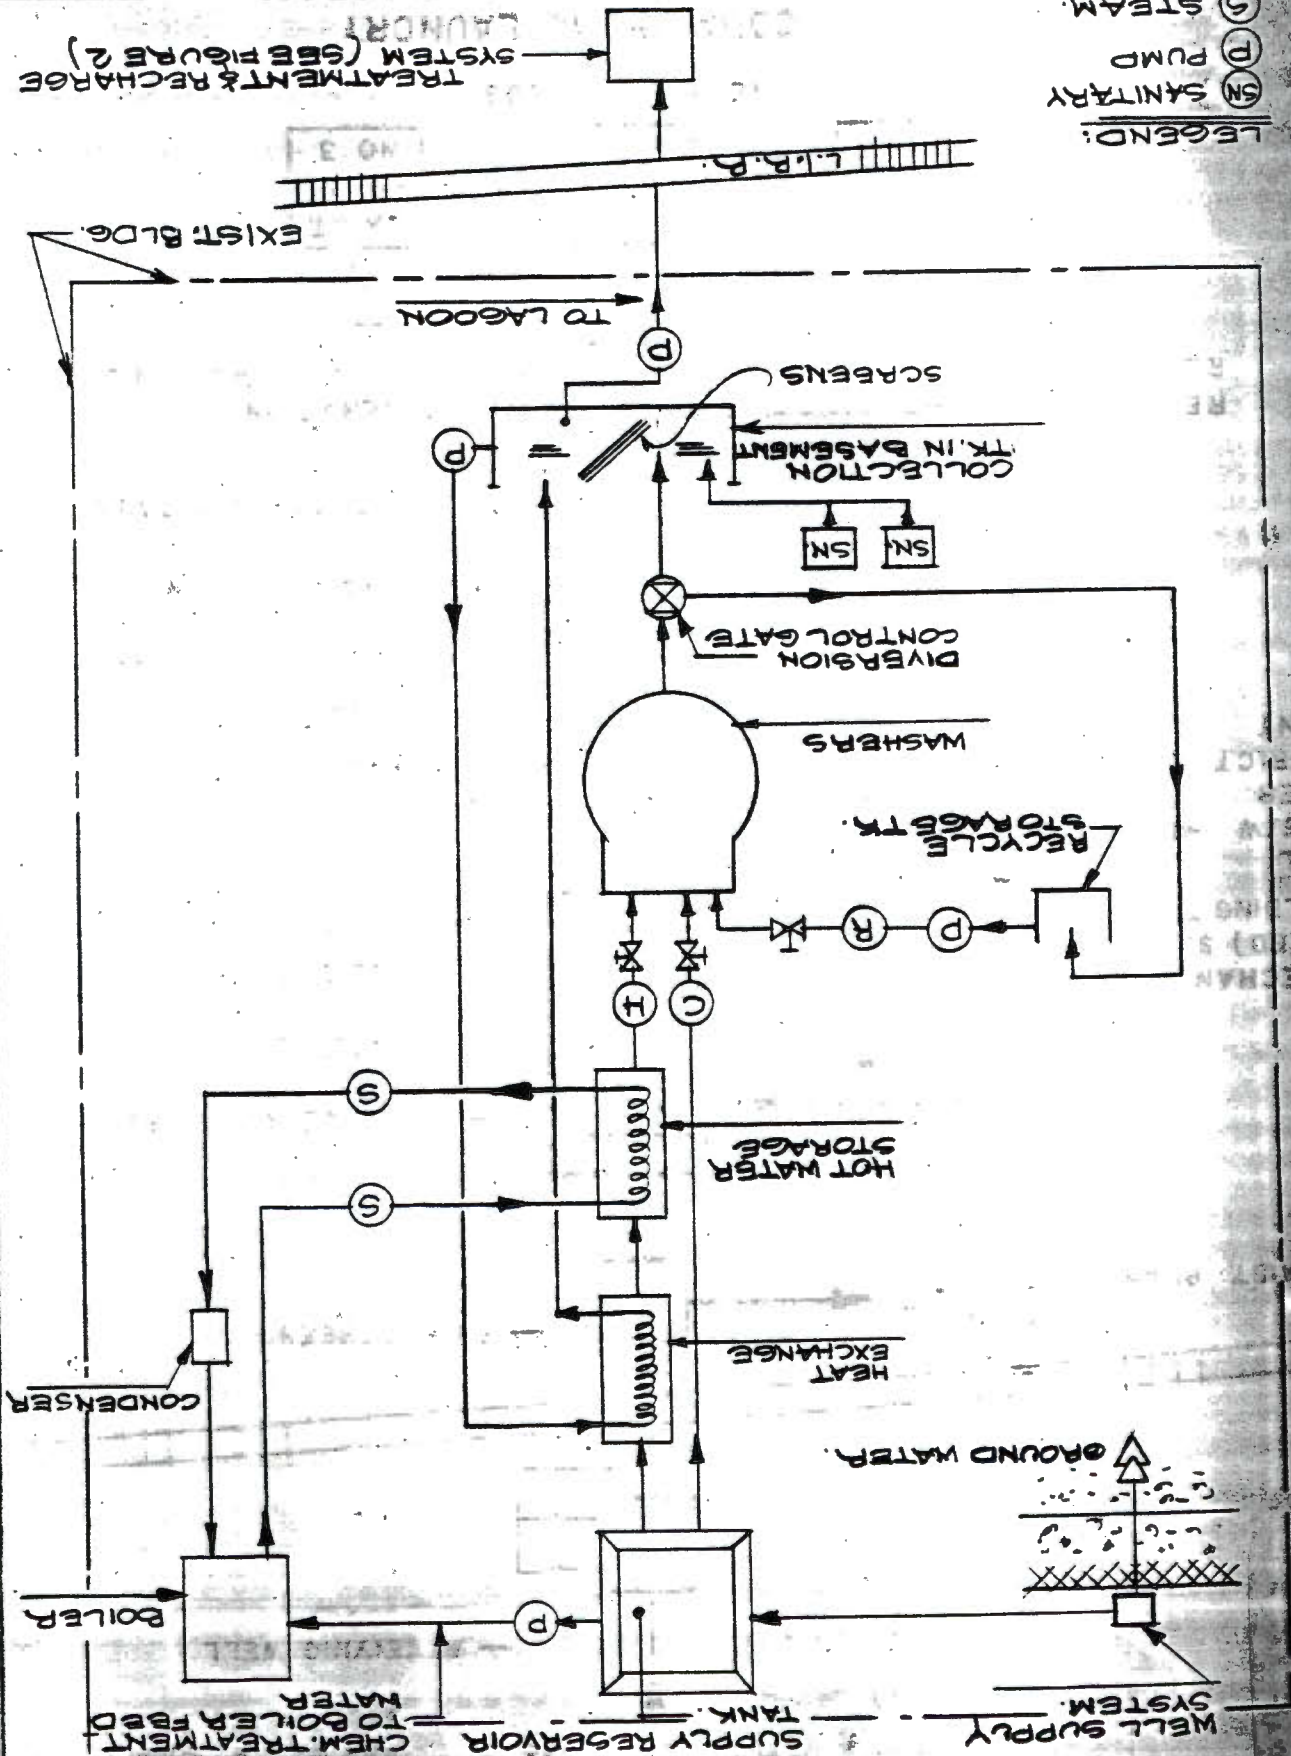 WELL SUPPLY
SYSTEM.
SUPPLY RESERVOIR
TANK.
CHEM. TREATMENT
TO BOILER FEED
WATER
P
BOILER
GROUND WATER.
CONDENSER
HEAT
EXCHANGE
S
HOT WATER
STORAGE
S
C
H
P
R
RECYCLE
STORAGE TK.
WASHERS
DIVERSION
CONTROL GATE
SN.
SN
COLLECTION
TK. IN BASEMENT
P
SCREENS
P
TO LAGOON
EXIST. BLDG.
L.I.R.R.
LEGEND:
SN SANITARY
P PUMP
S STEAM.
TREATMENT & RECHARGE
SYSTEM (SEE FIGURE 2)
LAUNDRY